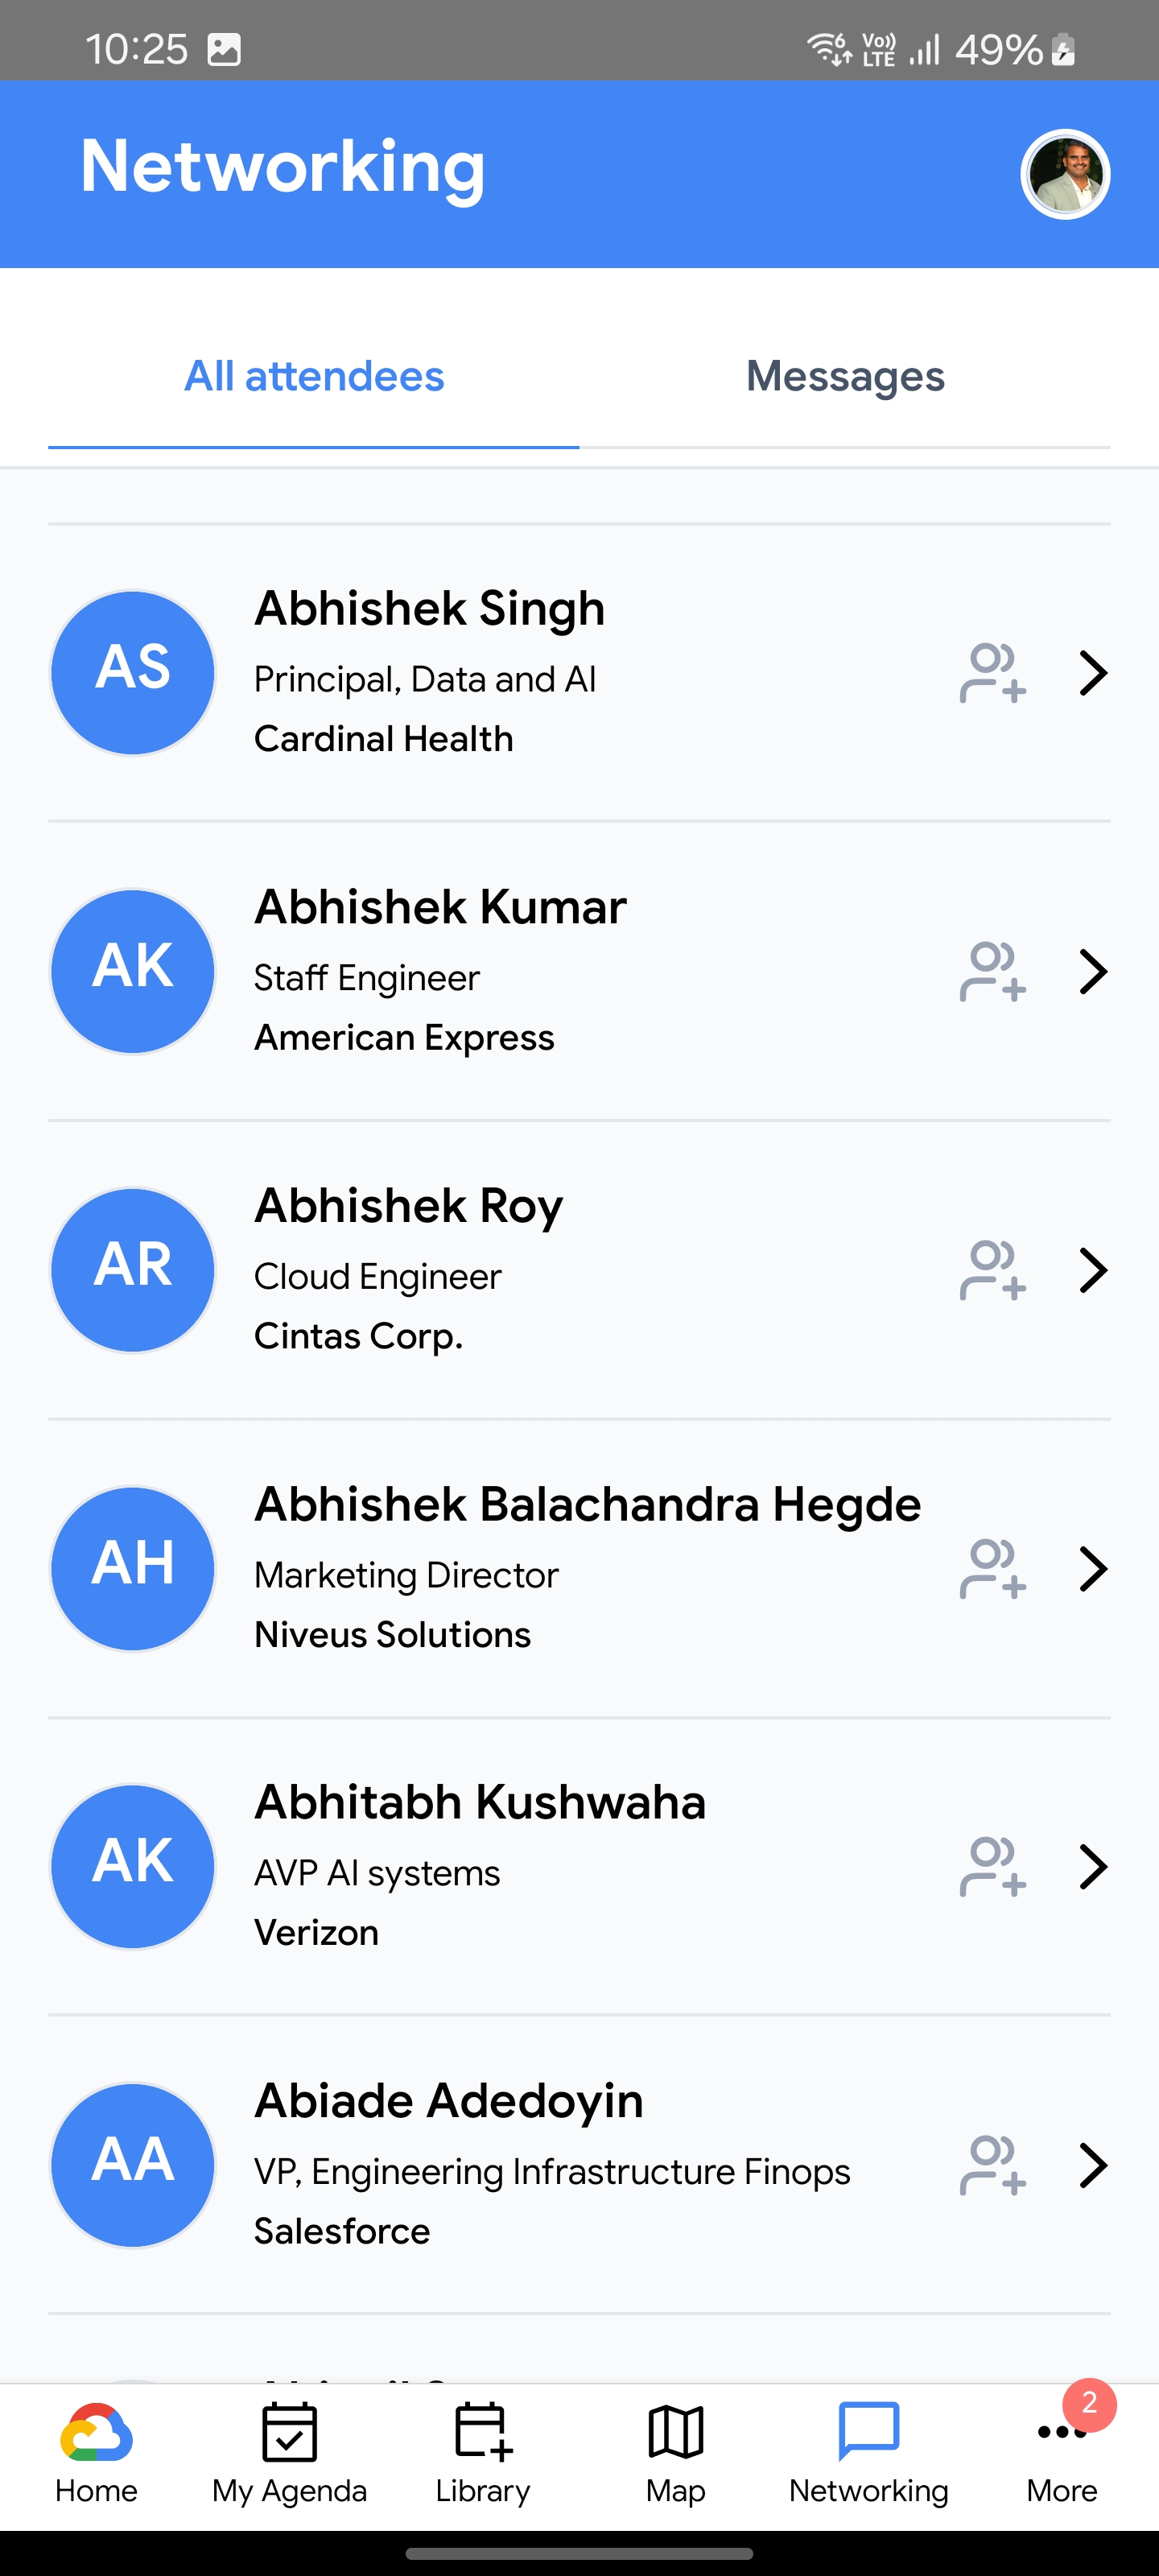 10:25
6 Vo)) LTE 49%
Networking
All attendees
Messages
AS
Abhishek Singh
Principal, Data and AI
Cardinal Health
AK
Abhishek Kumar
Staff Engineer
American Express
AR
Abhishek Roy
Cloud Engineer
Cintas Corp.
AH
Abhishek Balachandra Hegde
Marketing Director
Niveus Solutions
AK
Abhitabh Kushwaha
AVP AI systems
Verizon
AA
Abiade Adedoyin
VP, Engineering Infrastructure Finops
Salesforce
2
Home
My Agenda
Library
Map
Networking
More